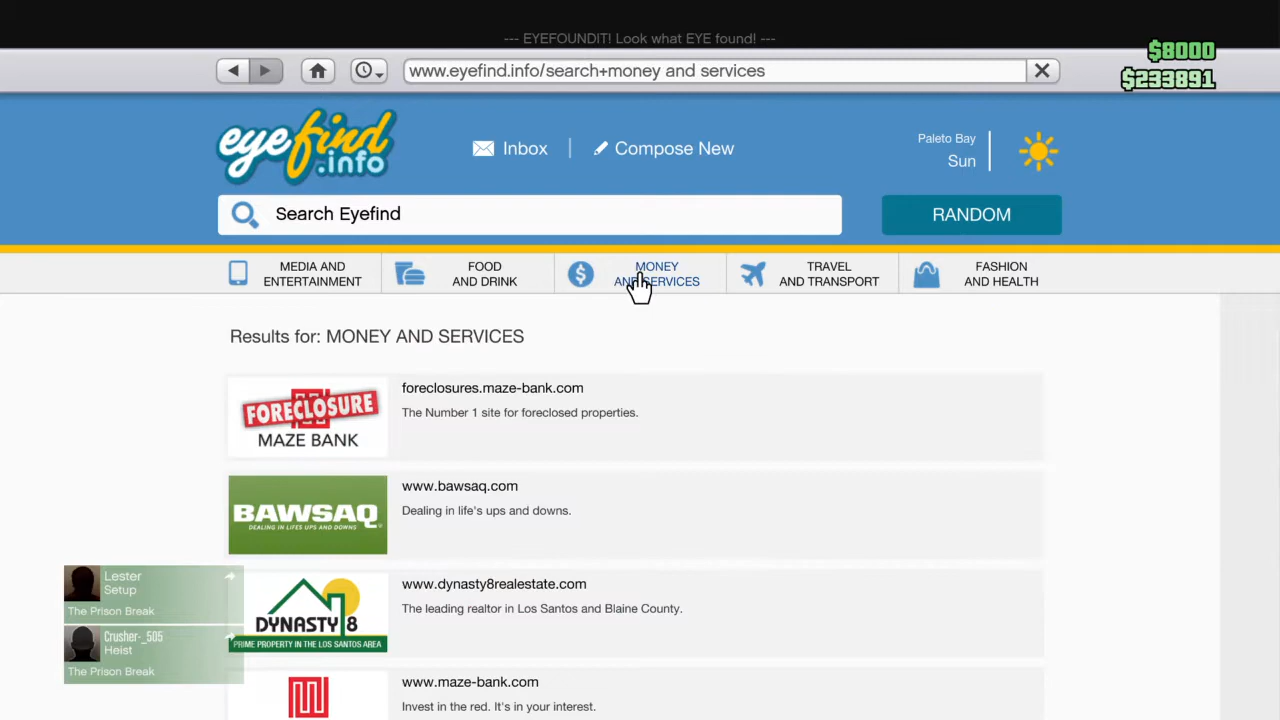 --- EYEFOUNDIT! Look what EYE found! ---
$8000
www.eyefind.info/search+money and services
$233891
eyefind
.info
Inbox
Compose New
Paleto Bay
Sun
Search Eyefind
RANDOM
MEDIA AND
ENTERTAINMENT
FOOD
AND DRINK
MONEY
AND SERVICES
TRAVEL
AND TRANSPORT
FASHION
AND HEALTH
Results for: MONEY AND SERVICES
FORECLOSURE
MAZE BANK
foreclosures.maze-bank.com
The Number 1 site for foreclosed properties.
BAWSAQ
DEALING IN LIFES UPS AND DOWNS
www.bawsaq.com
Dealing in life's ups and downs.
Lester
Setup
The Prison Break
Crusher-_505
Heist
The Prison Break
DYNASTY 8
PRIME PROPERTY IN THE LOS SANTOS AREA
www.dynasty8realestate.com
The leading realtor in Los Santos and Blaine County.
www.maze-bank.com
Invest in the red. It's in your interest.